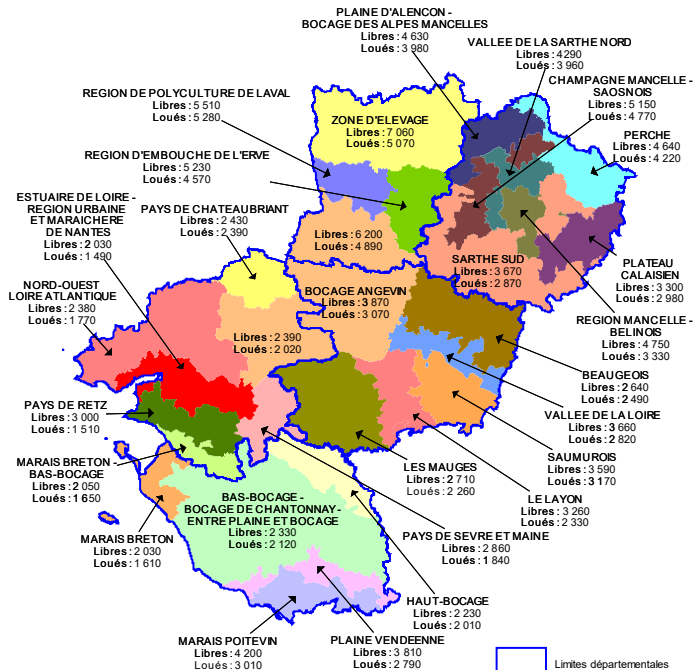 PLAINE D'ALENCON -
BOCAGE DES ALPES MANCELLES
Libres : 4 630
Loués : 3 980
VALLEE DE LA SARTHE NORD
Libres : 4290
Loués : 3 960
CHAMPAGNE MANCELLE -
SAOSNOIS
Libres : 5 150
Loués : 4 770
REGION DE POLYCULTURE DE LAVAL
Libres : 5 510
Loués : 5 280
ZONE D'ELEVAGE
Libres : 7 060
Loués : 5 070
PERCHE
Libres : 4 640
Loués : 4 220
REGION D'EMBOUCHE DE L'ERVE
Libres : 5 230
Loués : 4 570
ESTUAIRE DE LOIRE -
REGION URBAINE
ET MARAICHERE
DE NANTES
Libres : 2 030
Loués : 1 490
PAYS DE CHATEAUBRIANT
Libres : 2 430
Loués : 2 390
Libres : 6 200
Loués : 4 890
SARTHE SUD
Libres : 3 670
Loués : 2 870
PLATEAU
CALAISIEN
Libres : 3 300
Loués : 2 980
NORD-OUEST
LOIRE ATLANTIQUE
Libres : 2 380
Loués : 1 770
BOCAGE ANGEVIN
Libres : 3 870
Loués : 3 070
REGION MANCELLE -
BELINOIS
Libres : 4 750
Loués : 3 330
Libres : 2 390
Loués : 2 020
BEAUGEOIS
Libres : 2 640
Loués : 2 490
PAYS DE RETZ
Libres : 3 000
Loués : 1 510
VALLEE DE LA LOIRE
Libres : 3 660
Loués : 2 820
MARAIS BRETON -
BAS-BOCAGE
Libres : 2 050
Loués : 1 650
LES MAUGES
Libres : 2 710
Loués : 2 260
SAUMUROIS
Libres : 3 590
Loués : 3 170
LE LAYON
Libres : 3 260
Loués : 2 330
BAS-BOCAGE -
BOCAGE DE CHANTONNAY -
ENTRE PLAINE ET BOCAGE
Libres : 2 330
Loués : 2 120
MARAIS BRETON
Libres : 2 030
Loués : 1 610
PAYS DE SEVRE ET MAINE
Libres : 2 860
Loués : 1 840
HAUT-BOCAGE
Libres : 2 230
Loués : 2 010
MARAIS POITEVIN
Libres : 4 200
Loués : 3 010
PLAINE VENDEENNE
Libres : 3 810
Loués : 2 790
Limites départementales